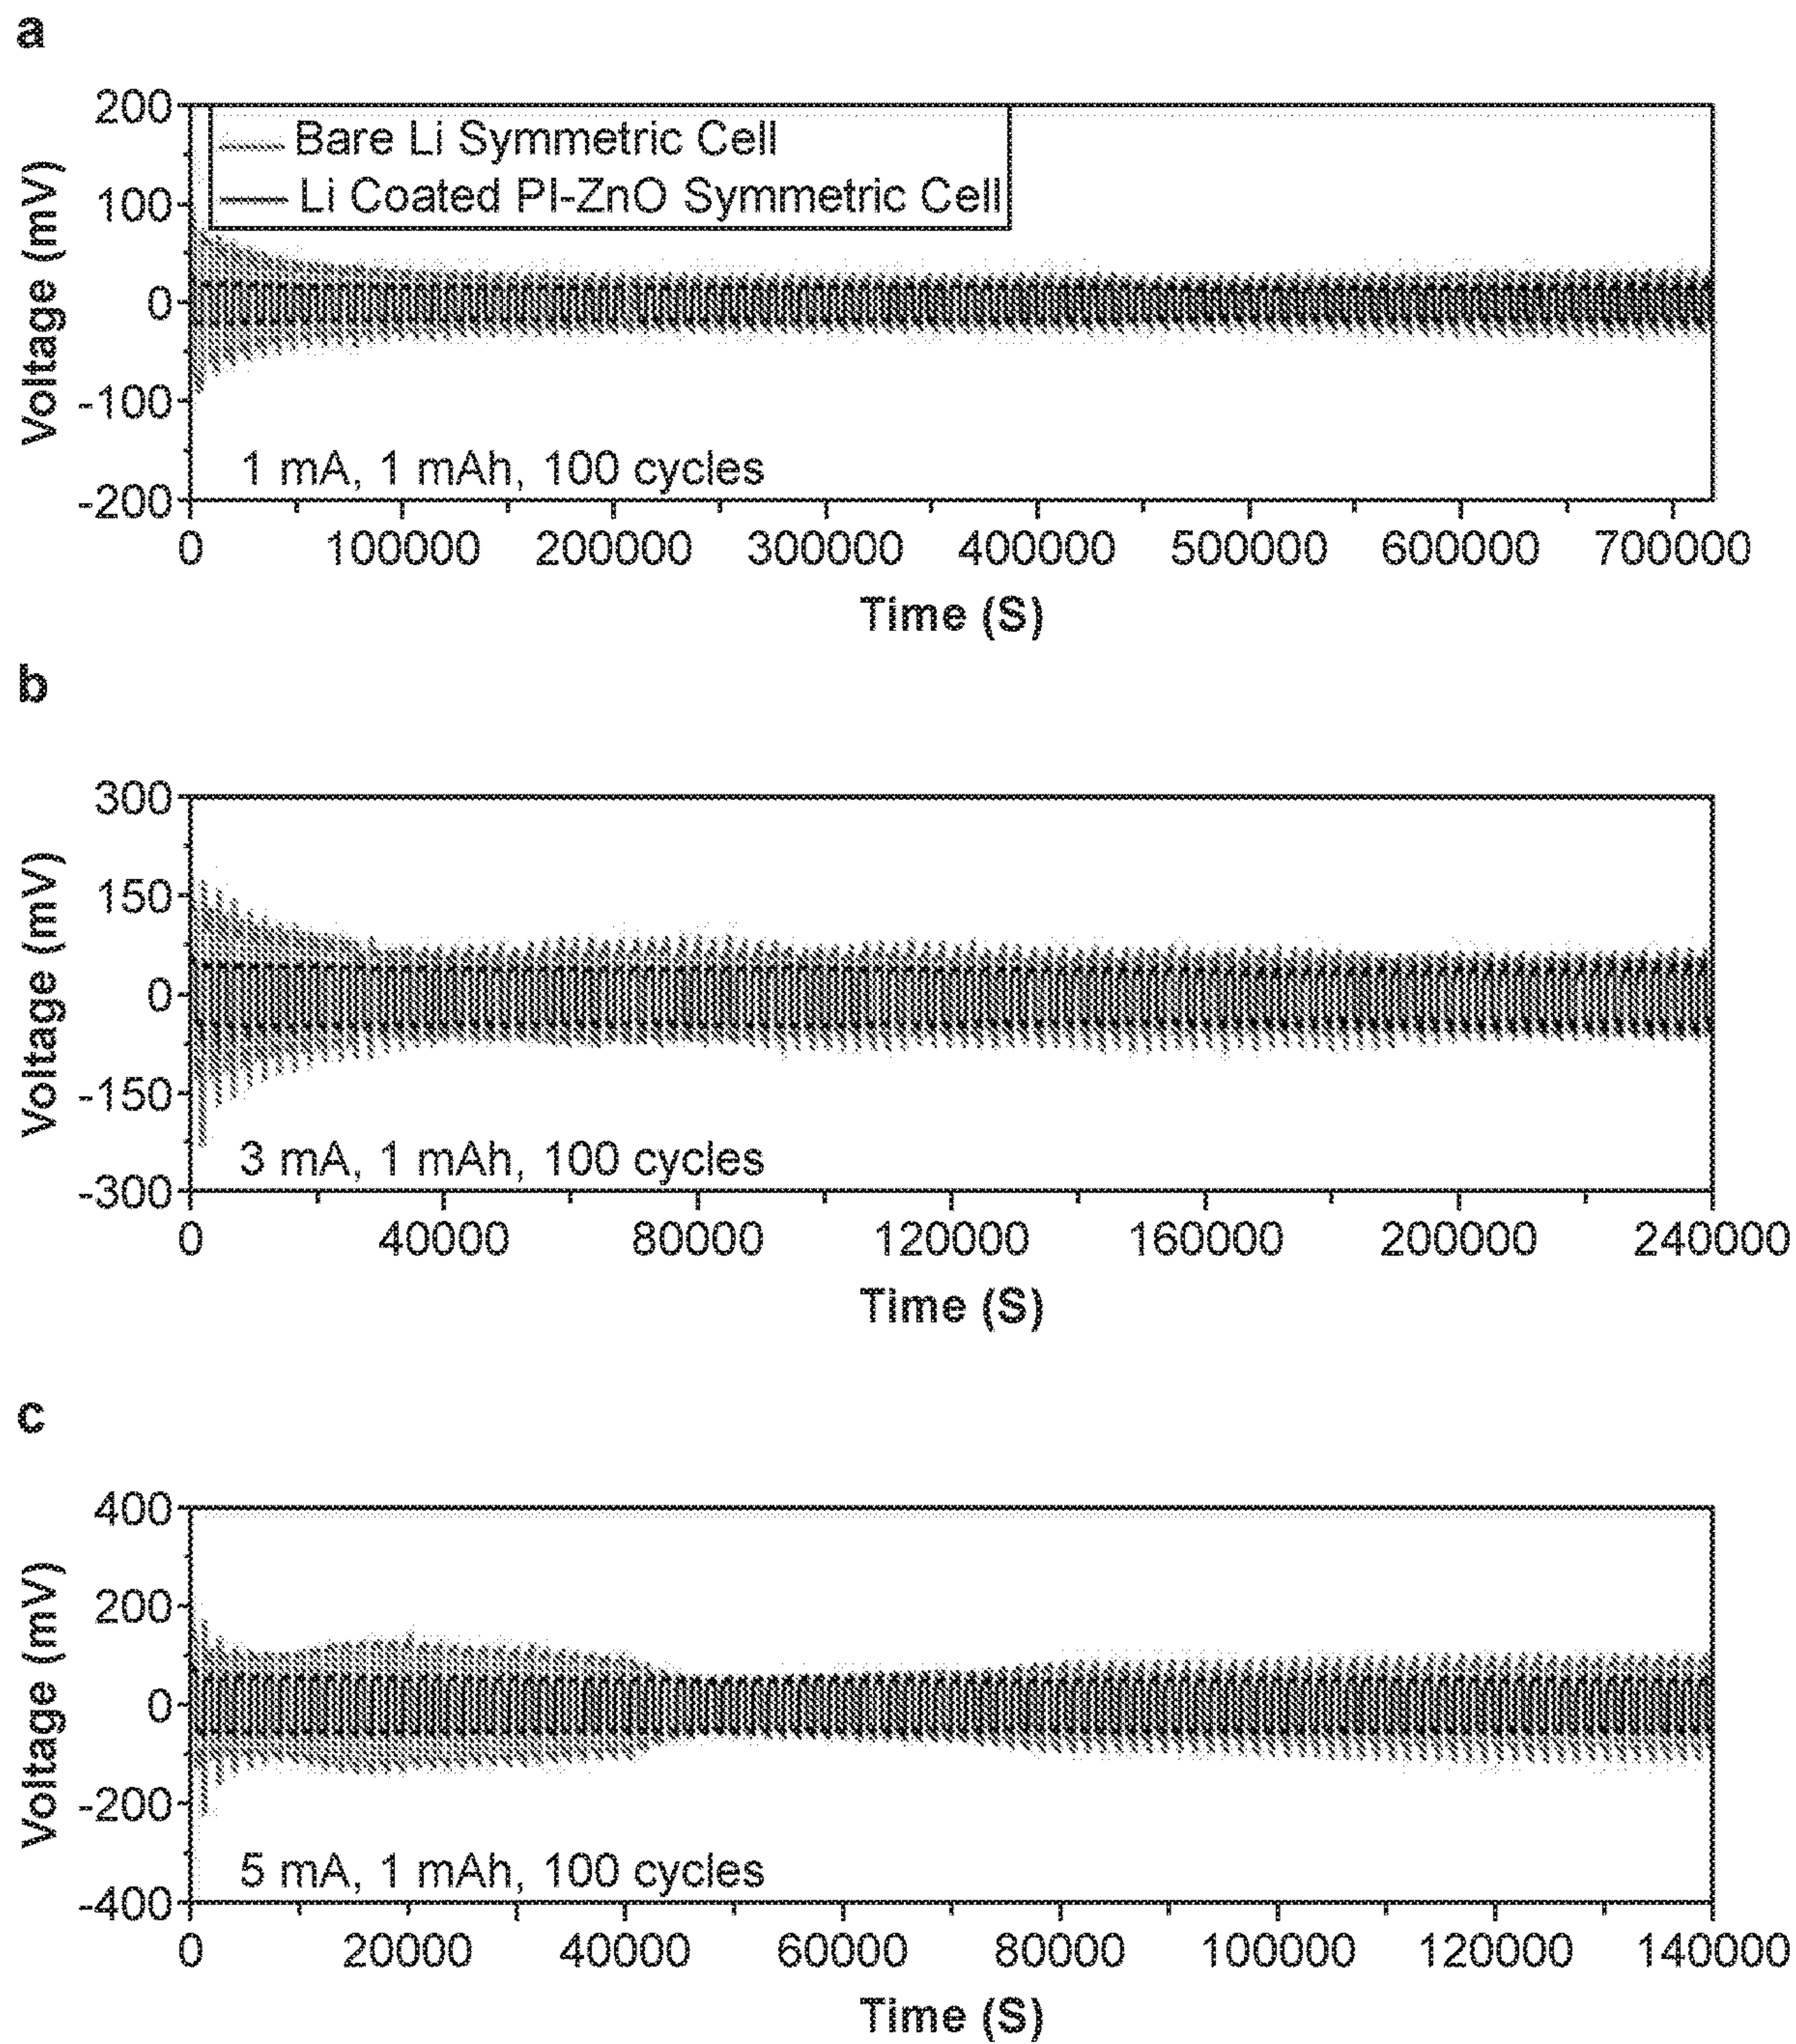 a
200
100
0
-100
-200
Voltage (mV)
Bare Li Symmetric Cell
Li Coated PI-ZnO Symmetric Cell
1 mA, 1 mAh, 100 cycles
0 100000 200000 300000 400000 500000 600000 700000
Time (S)
b
300
150
0
-150
-300
Voltage (mV)
3 mA, 1 mAh, 100 cycles
0 40000 80000 120000 160000 200000 240000
Time (S)
c
400
200
0
-200
-400
Voltage (mV)
5 mA, 1 mAh, 100 cycles
0 20000 40000 60000 80000 100000 120000 140000
Time (S)